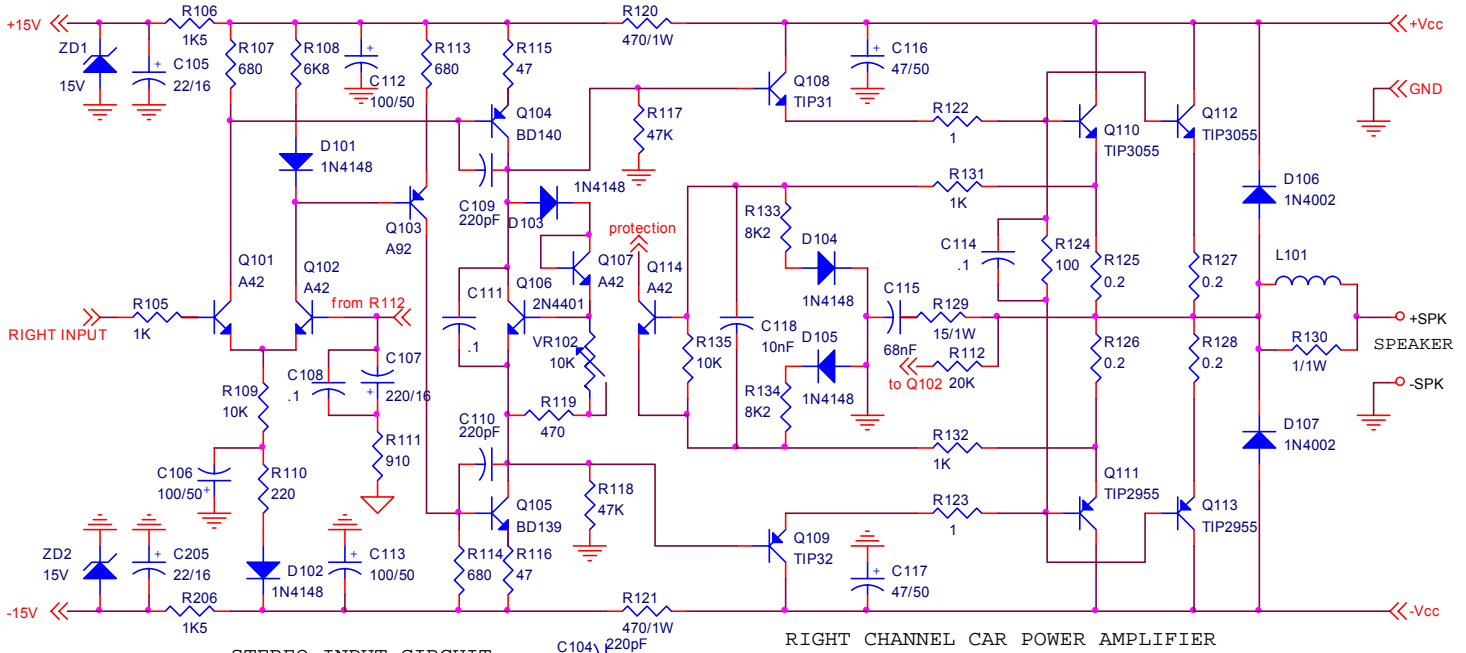 +15V
R106
1K5
R120
470/1W
+Vcc
ZD1
15V
C105
22/16
R107
680
R108
6K8
C112
100/50
R113
680
R115
47
Q104
BD140
R117
47K
Q108
TIP31
C116
47/50
GND
R122
1
Q110
TIP3055
Q112
TIP3055
D101
1N4148
Q103
A92
C109
220pF
1N4148
D103
protection
R131
1K
R133
8K2
D104
1N4148
C114
.1
R124
100
R125
0.2
R127
0.2
D106
1N4002
L101
Q101
A42
Q102
A42
Q106
2N4401
Q107
A42
Q114
A42
RIGHT INPUT
R105
1K
from R112
C111
.1
VR102
10K
R135
10K
C118
10nF
D105
1N4148
C115
68nF
R129
15/1W
R112
20K
to Q102
R126
0.2
R128
0.2
R130
1/1W
+SPK
SPEAKER
-SPK
R109
10K
C108
.1
C107
220/16
R119
470
R134
8K2
D107
1N4002
C110
220pF
R132
1K
C106
100/50
R110
220
R111
910
Q105
BD139
R118
47K
R123
1
Q111
TIP2955
Q113
TIP2955
ZD2
15V
C205
22/16
D102
1N4148
C113
100/50
R114
680
R116
47
Q109
TIP32
C117
47/50
-15V
R206
1K5
R121
470/1W
-Vcc
C104
220pF
RIGHT CHANNEL CAR POWER AMPLIFIER
STEREO INPUT CIRCUIT